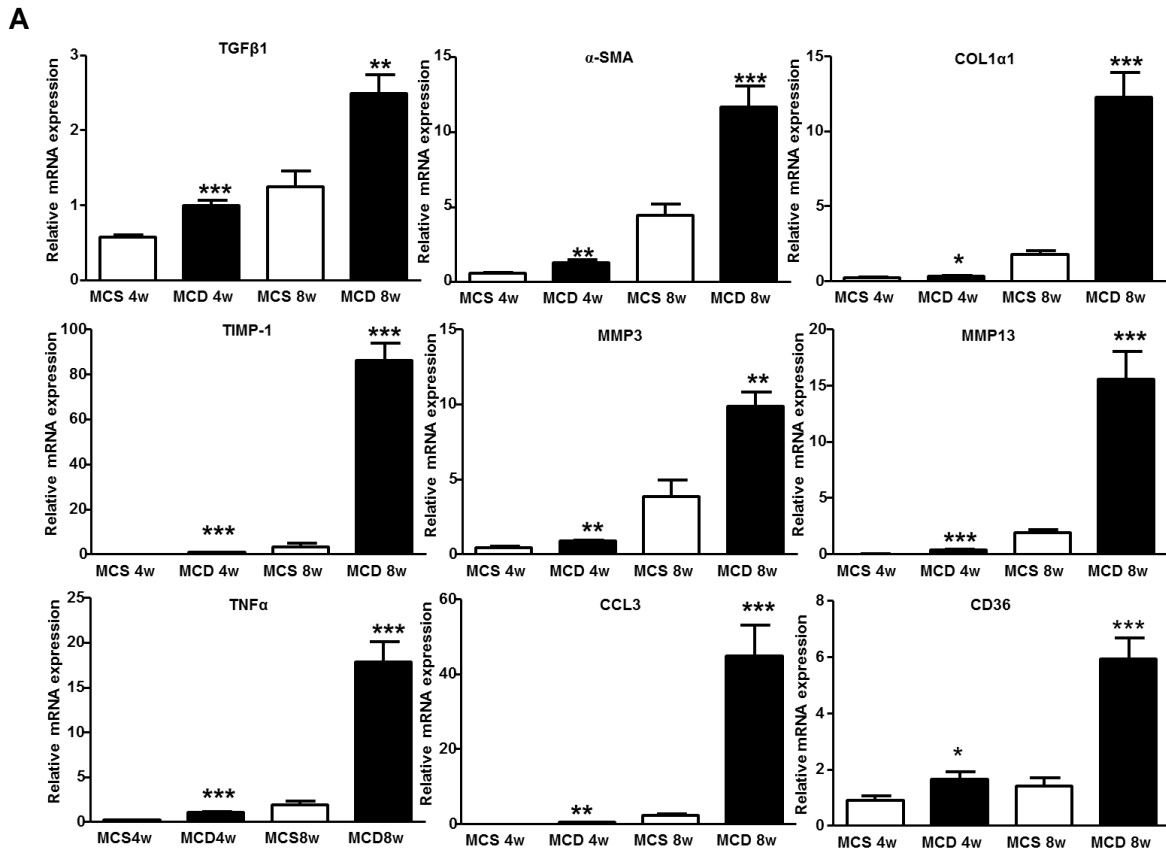 A
TGFβ1
Relative mRNA expression
3
2
1
0
***
**
MCS 4w MCD 4w MCS 8w MCD 8w
α-SMA
Relative mRNA expression
15
10
5
0
**
***
MCS 4w MCD 4w MCS 8w MCD 8w
COL1α1
Relative mRNA expression
15
10
5
0
*
***
MCS 4w MCD 4w MCS 8w MCD 8w
TIMP-1
Relative mRNA expression
100
80
60
40
20
0
***
***
MCS 4w MCD 4w MCS 8w MCD 8w
MMP3
Relative mRNA expression
15
10
5
0
**
**
MCS 4w MCD 4w MCS 8w MCD 8w
MMP13
Relative mRNA expression
20
15
10
5
0
***
***
MCS 4w MCD 4w MCS 8w MCD 8w
TNFα
Relative mRNA expression
25
20
15
10
5
0
***
***
MCS4w MCD4w MCS8w MCD8w
CCL3
Relative mRNA expression
60
40
20
0
**
***
MCS 4w MCD 4w MCS 8w MCD 8w
CD36
Relative mRNA expression
8
6
4
2
0
*
***
MCS 4w MCD 4w MCS 8w MCD 8w